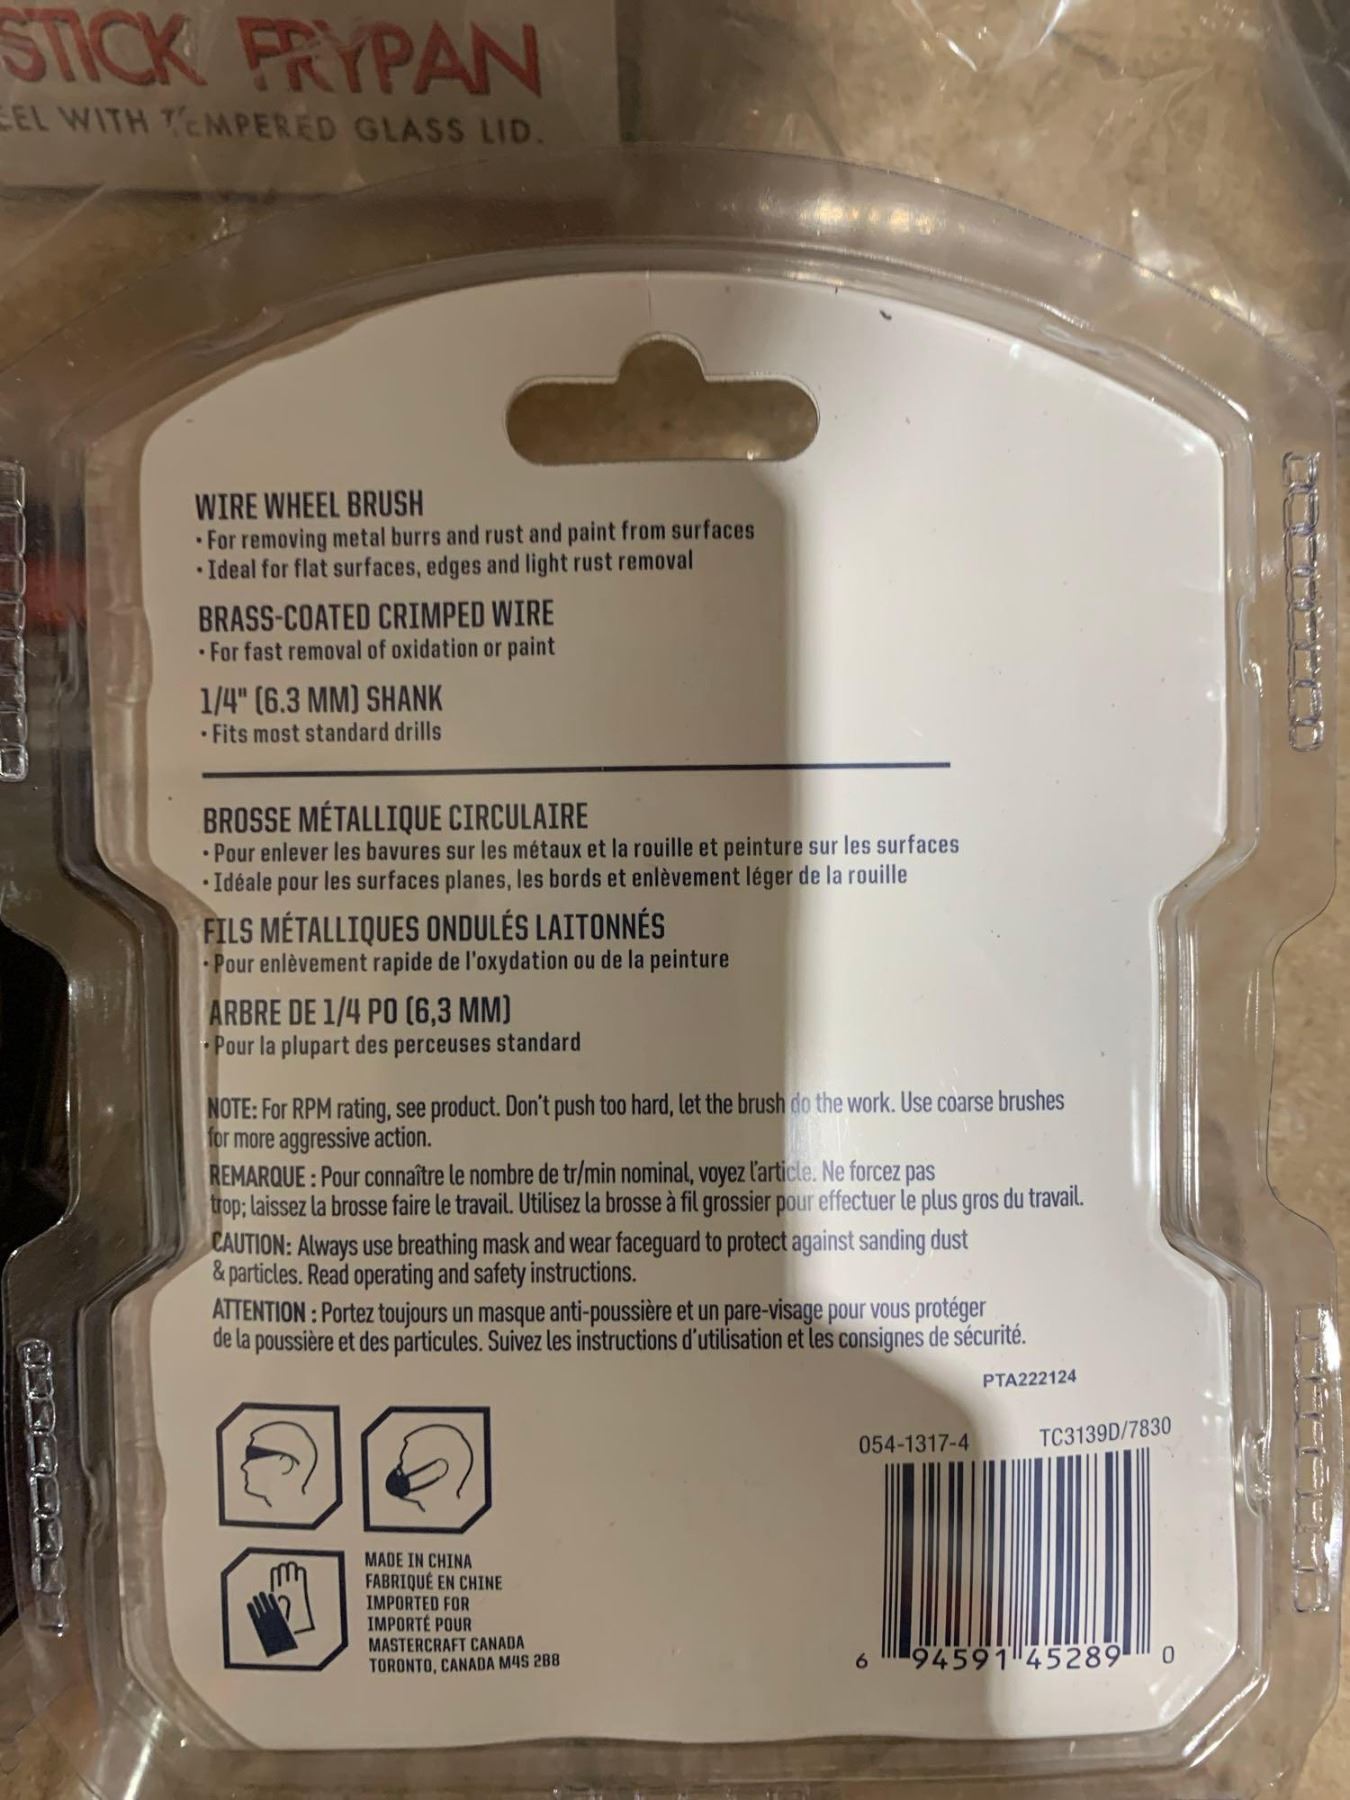 STICK FRYPAN
EEL WITH TEMPERED GLASS LID.
WIRE WHEEL BRUSH
• For removing metal burrs and rust and paint from surfaces
• Ideal for flat surfaces, edges and light rust removal
BRASS-COATED CRIMPED WIRE
• For fast removal of oxidation or paint
1/4" (6.3 MM) SHANK
• Fits most standard drills
BROSSE MÉTALLIQUE CIRCULAIRE
• Pour enlever les bavures sur les métaux et la rouille et peinture sur les surfaces
• Idéale pour les surfaces planes, les bords et enlèvement léger de la rouille
FILS MÉTALLIQUES ONDULÉS LAITONNÉS
• Pour enlèvement rapide de l'oxydation ou de la peinture
ARBRE DE 1/4 PO (6,3 MM)
• Pour la plupart des perceuses standard
NOTE: For RPM rating, see product. Don't push too hard, let the brush do the work. Use coarse brushes
for more aggressive action.
REMARQUE : Pour connaître le nombre de tr/min nominal, voyez l'article. Ne forcez pas
trop; laissez la brosse faire le travail. Utilisez la brosse à fil grossier pour effectuer le plus gros du travail.
CAUTION: Always use breathing mask and wear faceguard to protect against sanding dust
& particles. Read operating and safety instructions.
ATTENTION : Portez toujours un masque anti-poussière et un pare-visage pour vous protéger
de la poussière et des particules. Suivez les instructions d'utilisation et les consignes de sécurité.
PTA222124
054-1317-4 TC3139D/7830
MADE IN CHINA
FABRIQUÉ EN CHINE
IMPORTED FOR
IMPORTÉ POUR
MASTERCRAFT CANADA
TORONTO, CANADA M4S 2B8
6 94591 45289 0